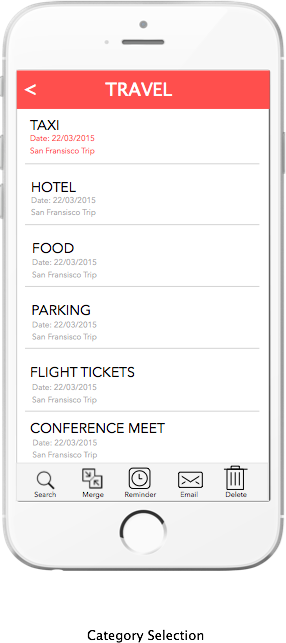 < TRAVEL
TAXI
Date: 22/03/2015
San Fransisco Trip
HOTEL
Date: 22/03/2015
San Fransisco Trip
FOOD
Date: 22/03/2015
San Fransisco Trip
PARKING
Date: 22/03/2015
San Fransisco Trip
FLIGHT TICKETS
Date: 22/03/2015
San Fransisco Trip
CONFERENCE MEET
Date: 22/03/2015
San Fransisco Trip
Search Merge Reminder Email Delete
Category Selection